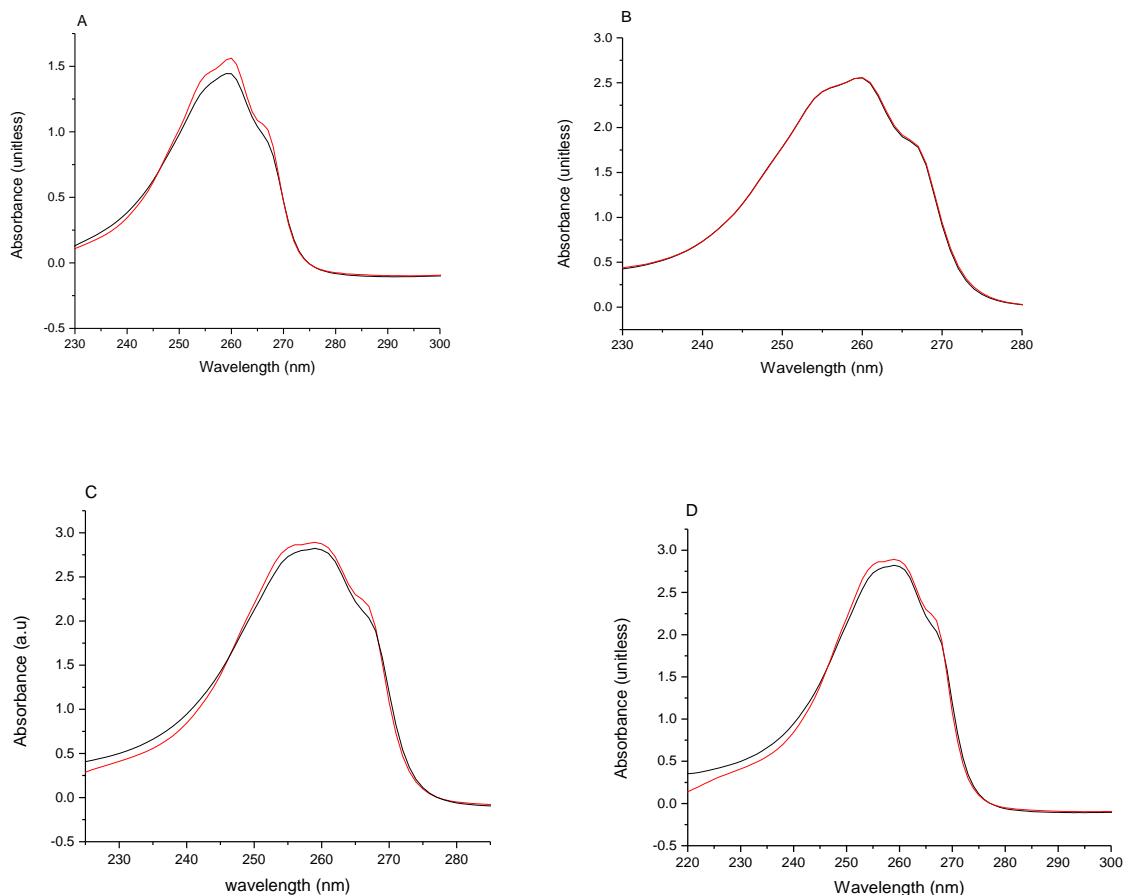 A
Absorbance (unitless)
1.5
1.0
0.5
0.0
-0.5
230 240 250 260 270 280 290 300
Wavelength (nm)
B
Absorbance (unitless)
3.0
2.5
2.0
1.5
1.0
0.5
0.0
230 240 250 260 270 280
Wavelength (nm)
C
Absorbance (a.u)
3.0
2.5
2.0
1.5
1.0
0.5
0.0
-0.5
230 240 250 260 270 280
wavelength (nm)
D
Absorbance (unitless)
3.0
2.5
2.0
1.5
1.0
0.5
0.0
-0.5
220 230 240 250 260 270 280 290 300
Wavelength (nm)